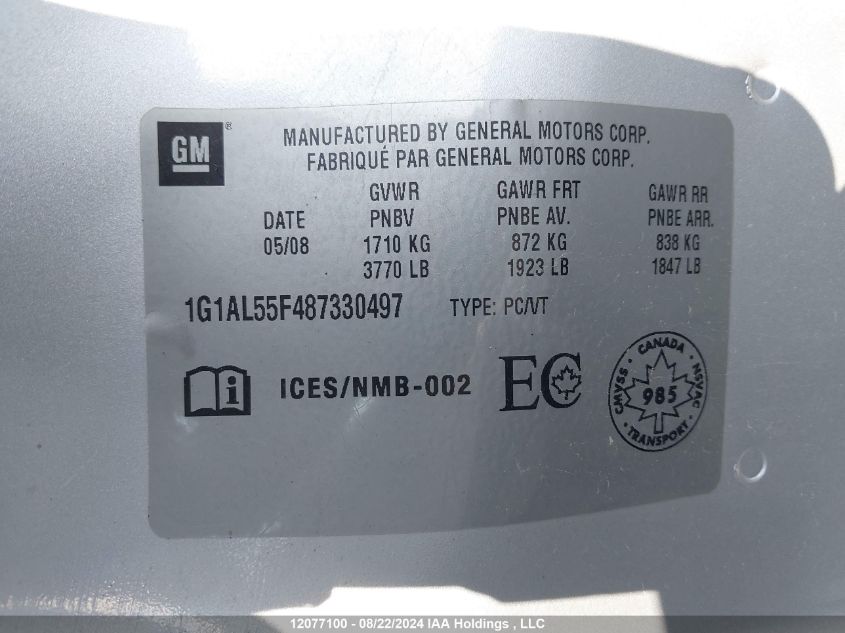 GM®
MANUFACTURED BY GENERAL MOTORS CORP.
FABRIQUÉ PAR GENERAL MOTORS CORP.
GVWR GAWR FRT GAWR RR
DATE PNBV PNBE AV. PNBE ARR.
05/08 1710 KG 872 KG 838 KG
3770 LB 1923 LB 1847 LB
1G1AL55F487330497 TYPE: PC/VT
i ICES/NMB-002 EC
CANADA
CMVSS 985 NSVAC
TRANSPORT
12077100 - 08/22/2024 IAA Holdings , LLC